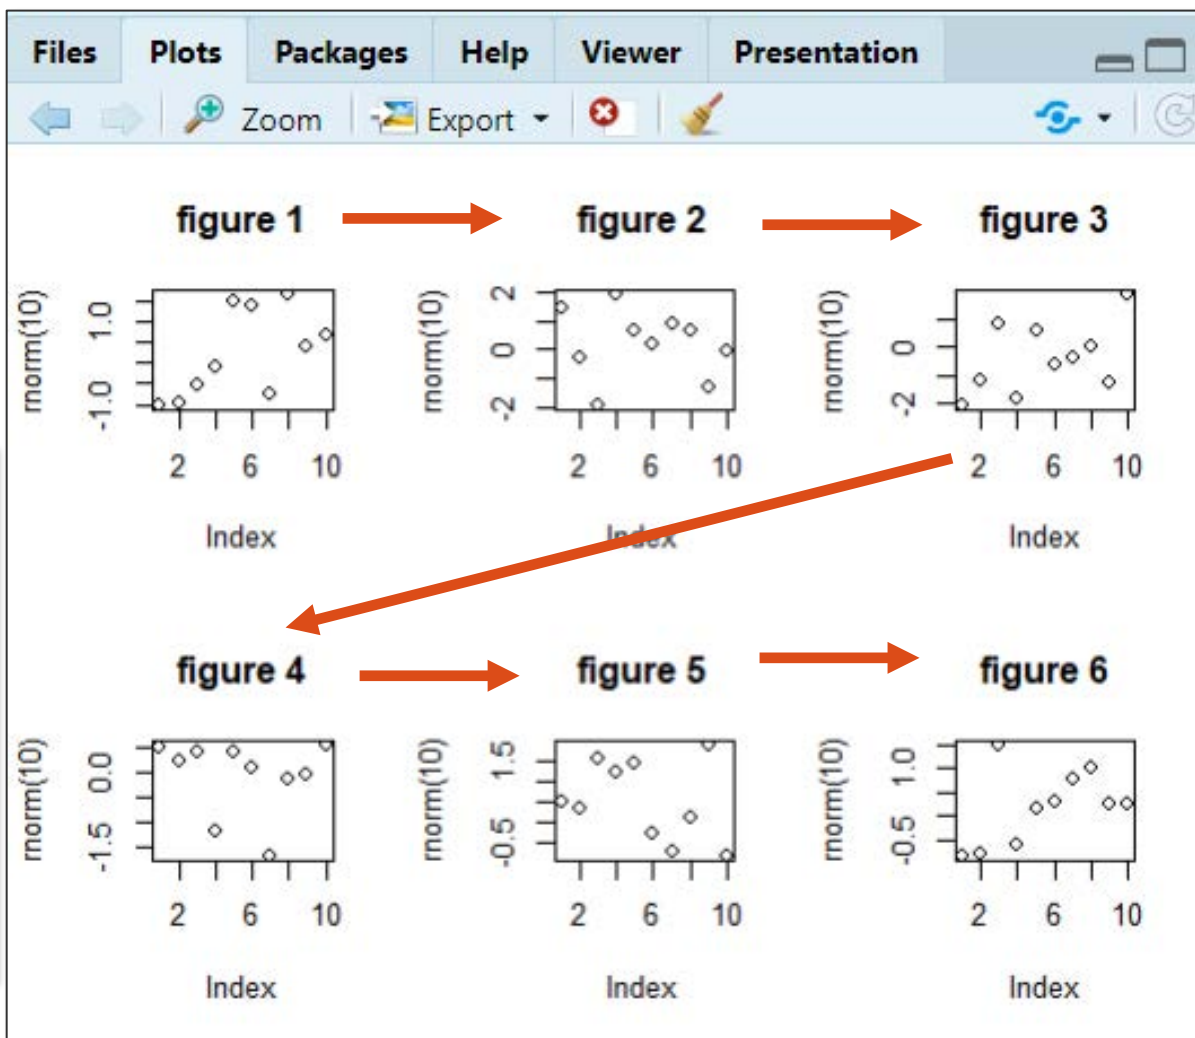 Files Plots Packages Help Viewer Presentation
Zoom Export
figure 1 figure 2 figure 3
rnorm(10) -1.0 1.0
2 6 10
Index
rnorm(10) -2 0 2
2 6 10
Index
rnorm(10) -2 0
2 6 10
Index
figure 4 figure 5 figure 6
rnorm(10) -1.5 0.0
2 6 10
Index
rnorm(10) -0.5 1.5
2 6 10
Index
rnorm(10) -0.5 1.0
2 6 10
Index